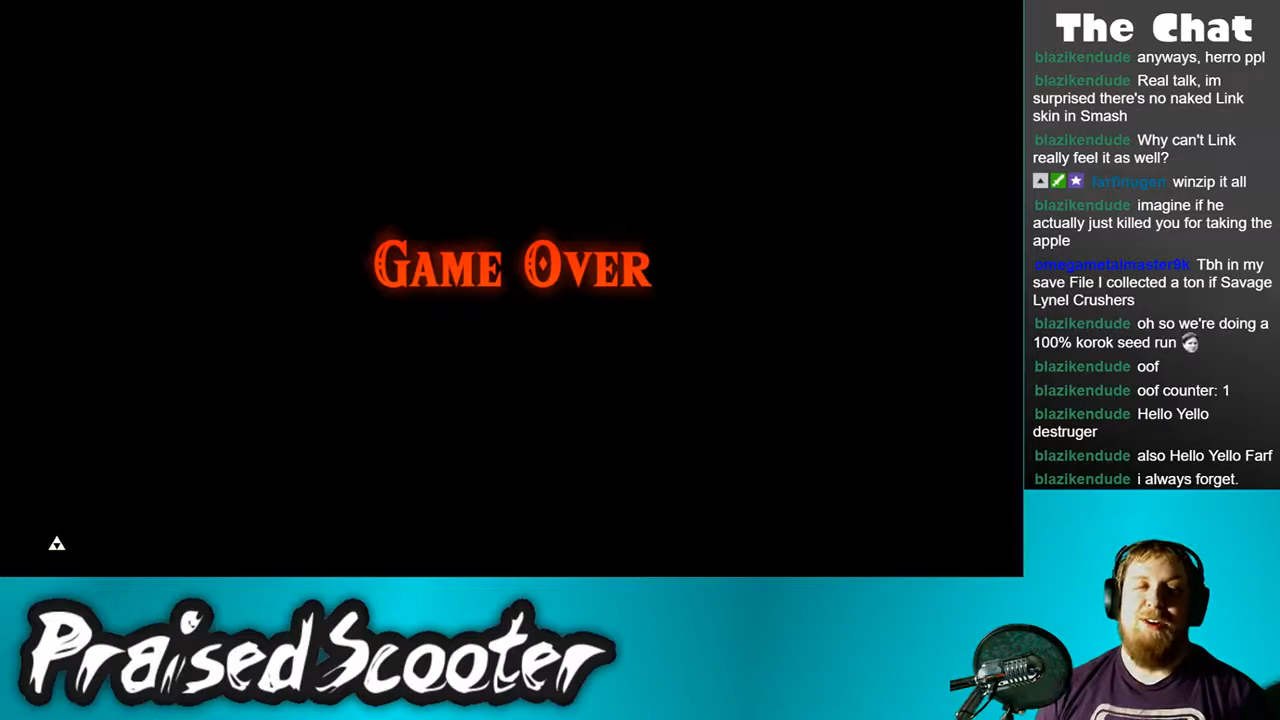 Game Over
The Chat
blazikendude anyways, herro ppl
blazikendude Real talk, im
surprised there's no naked Link
skin in Smash
blazikendude Why can't Link
really feel it as well?
farfinugen winzip it all
blazikendude imagine if he
actually just killed you for taking the
apple
omegametalmaster9k Tbh in my
save File I collected a ton if Savage
Lynel Crushers
blazikendude oh so we're doing a
100% korok seed run
blazikendude oof
blazikendude oof counter: 1
blazikendude Hello Yello
destruger
blazikendude also Hello Yello Farf
blazikendude i always forget.
PraisedScooter